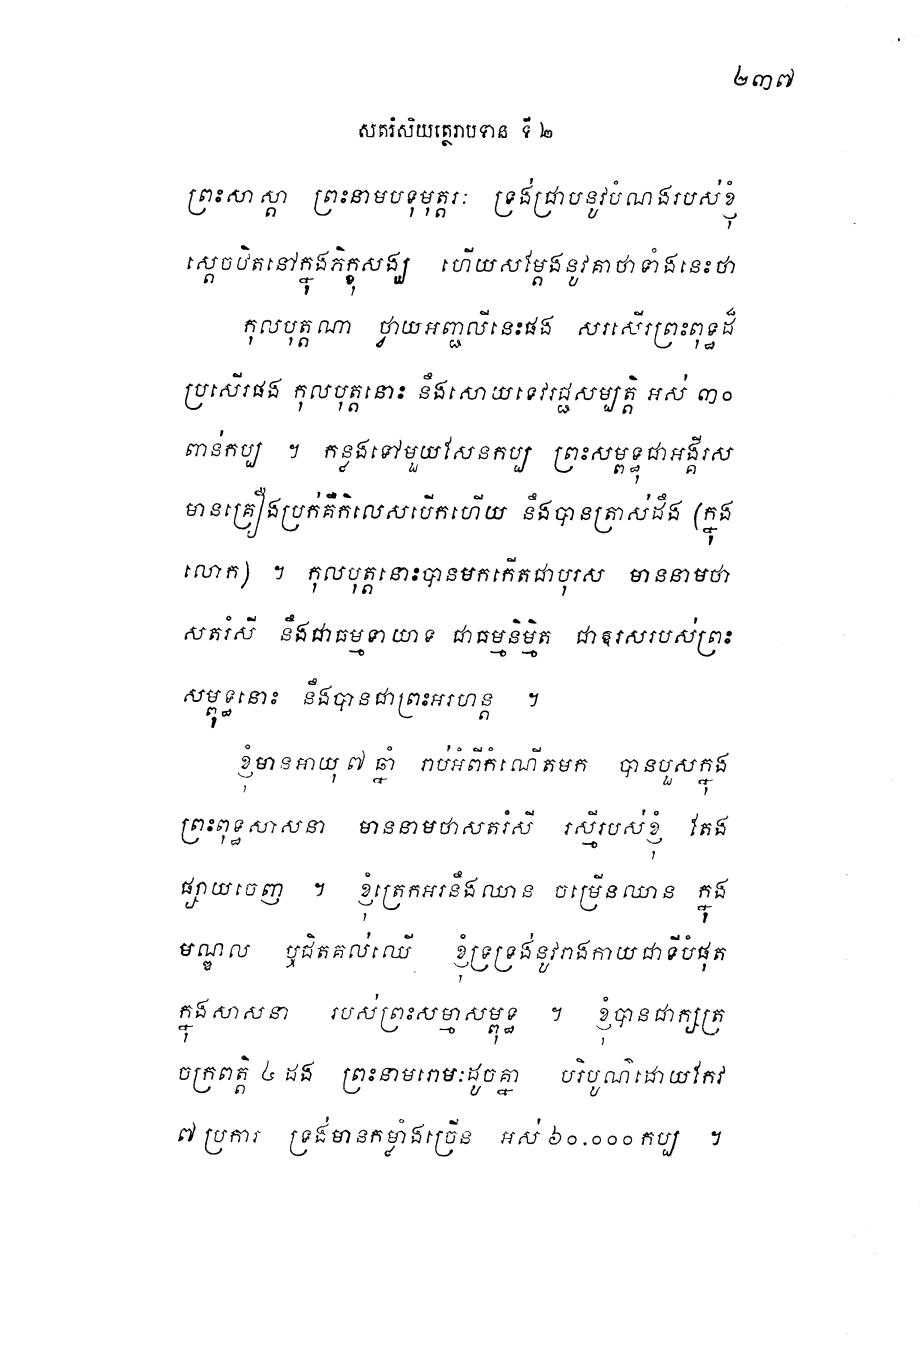 ២៣៧
សតរំសិយត្ថេរាបទាន ទី ២
ព្រះសាស្តា ព្រះនាមបទុមុត្តរៈ ទ្រង់ជ្រាបនូវបំណងរបស់ខ្ញុំ
ស្តេចឋិតនៅក្នុងភិក្ខុសង្ឃ ហើយសម្តែងនូវគាថាទាំងនេះថា
កុលបុត្តណា ថ្វាយអញ្ជលីនេះផង សរសើរព្រះពុទ្ធដ៏
ប្រសើរផង កុលបុត្តនោះ នឹងសោយទេវរជ្ជសម្បត្តិ អស់ ៣០
ពាន់កប្ប ។ កន្លងទៅមួយសែនកប្ប ព្រះសម្ពុទ្ធជាអង្គីរស
មានគ្រឿងប្រក់គឺកិលេសបើកហើយ នឹងបានត្រាស់ដឹង (ក្នុង
លោក) ។ កុលបុត្តនោះបានមកកើតជាបុរស មាននាមថា
សតរំសី នឹងជាធម្មទាយាទ ជាធម្មនិម្មិត ជាឱរសរបស់ព្រះ
សម្ពុទ្ធនោះ នឹងបានជាព្រះអរហន្ត ។
ខ្ញុំមានអាយុ ៧ ឆ្នាំ រាប់អំពីកំណើតមក បានបួសក្នុង
ព្រះពុទ្ធសាសនា មាននាមថាសតរំសី រស្មីរបស់ខ្ញុំ តែង
ផ្សាយចេញ ។ ខ្ញុំត្រេកអរនឹងឈាន ចម្រើនឈាន ក្នុង
មណ្ឌល ឬជិតគល់ឈើ ខ្ញុំទ្រទ្រង់នូវរាងកាយជាទីបំផុត
ក្នុងសាសនា របស់ព្រះសម្មាសម្ពុទ្ធ ។ ខ្ញុំបានជាក្សត្រ
ចក្រពត្តិ ៤ ដង ព្រះនាមរោមៈដូចគ្នា បរិបូណ៌ដោយកែវ
៧ ប្រការ ទ្រង់មានកម្លាំងច្រើន អស់ ៦០.០០០ កប្ប ។